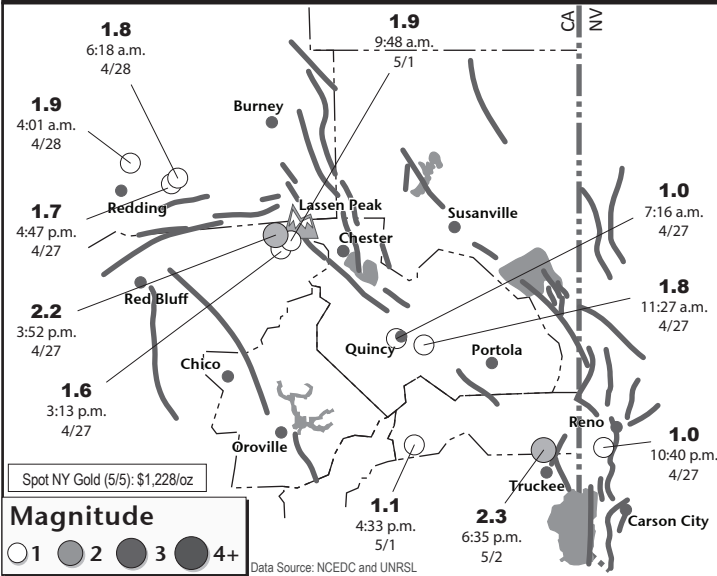 CA
NV
1.8
6:18 a.m.
4/28
1.9
9:48 a.m.
5/1
1.9
4:01 a.m.
4/28
Burney
Redding
1.7
4:47 p.m.
4/27
Lassen Peak
Susanville
Chester
1.0
7:16 a.m.
4/27
Red Bluff
2.2
3:52 p.m.
4/27
1.8
11:27 a.m.
4/27
Quincy
Portola
Chico
1.6
3:13 p.m.
4/27
Oroville
Reno
1.0
10:40 p.m.
4/27
Truckee
1.1
4:33 p.m.
5/1
2.3
6:35 p.m.
5/2
Carson City
Spot NY Gold (5/5): $1,228/oz
Magnitude
1 2 3 4+
Data Source: NCEDC and UNRSL